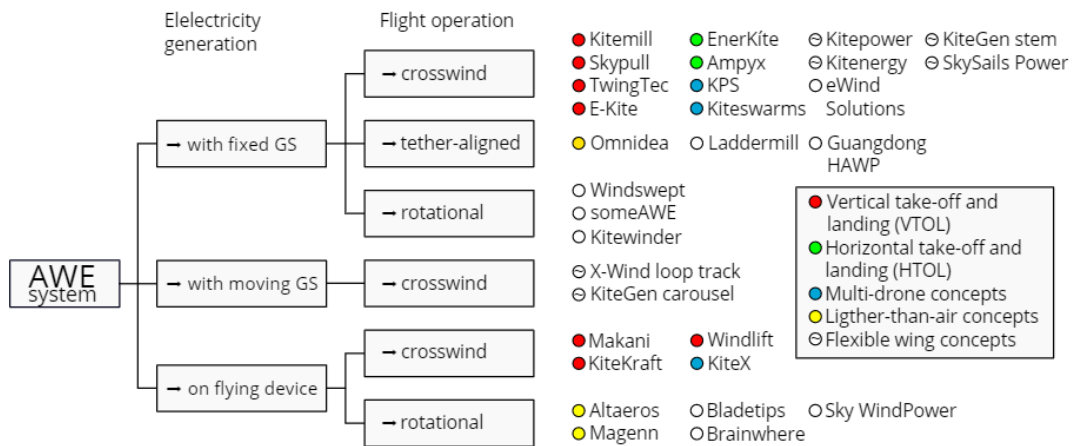 Elelectricity
generation
Flight operation
→ crosswind
Kitemill
EnerKíte
Kitepower
KiteGen stem
Skypull
Ampyx
Kitenergy
SkySails Power
TwingTec
KPS
eWind
Solutions
E-Kite
Kiteswarms
→ with fixed GS
→ tether-aligned
Omnidea
Laddermill
Guangdong
HAWP
→ rotational
Windswept
someAWE
Kitewinder
AWE
system
→ with moving GS
→ crosswind
X-Wind loop track
KiteGen carousel
→ on flying device
→ crosswind
Makani
Windlift
KiteKraft
KiteX
→ rotational
Altaeros
Bladetips
Sky WindPower
Magenn
Brainwhere
Vertical take-off and
landing (VTOL)
Horizontal take-off and
landing (HTOL)
Multi-drone concepts
Ligther-than-air concepts
Flexible wing concepts